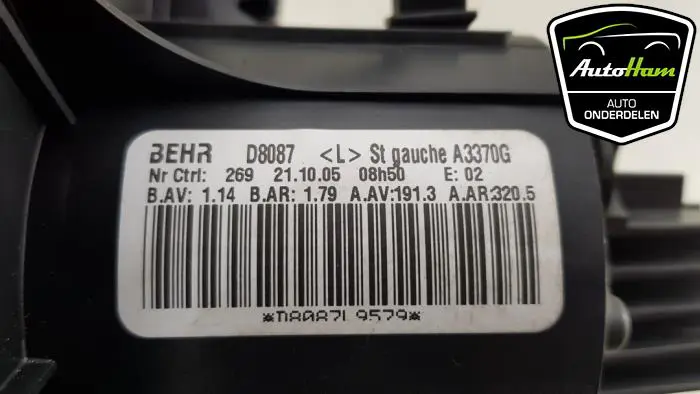 AutoHam
AUTO
ONDERDELEN
BEHR D8087 <L> St gauche A3370G
Nr Ctrl: 269 21.10.05 08h50 E: 02
B.AV: 1.14 B.AR: 1.79 A.AV:191.3 A.AR:320.5
*D8087L9579*